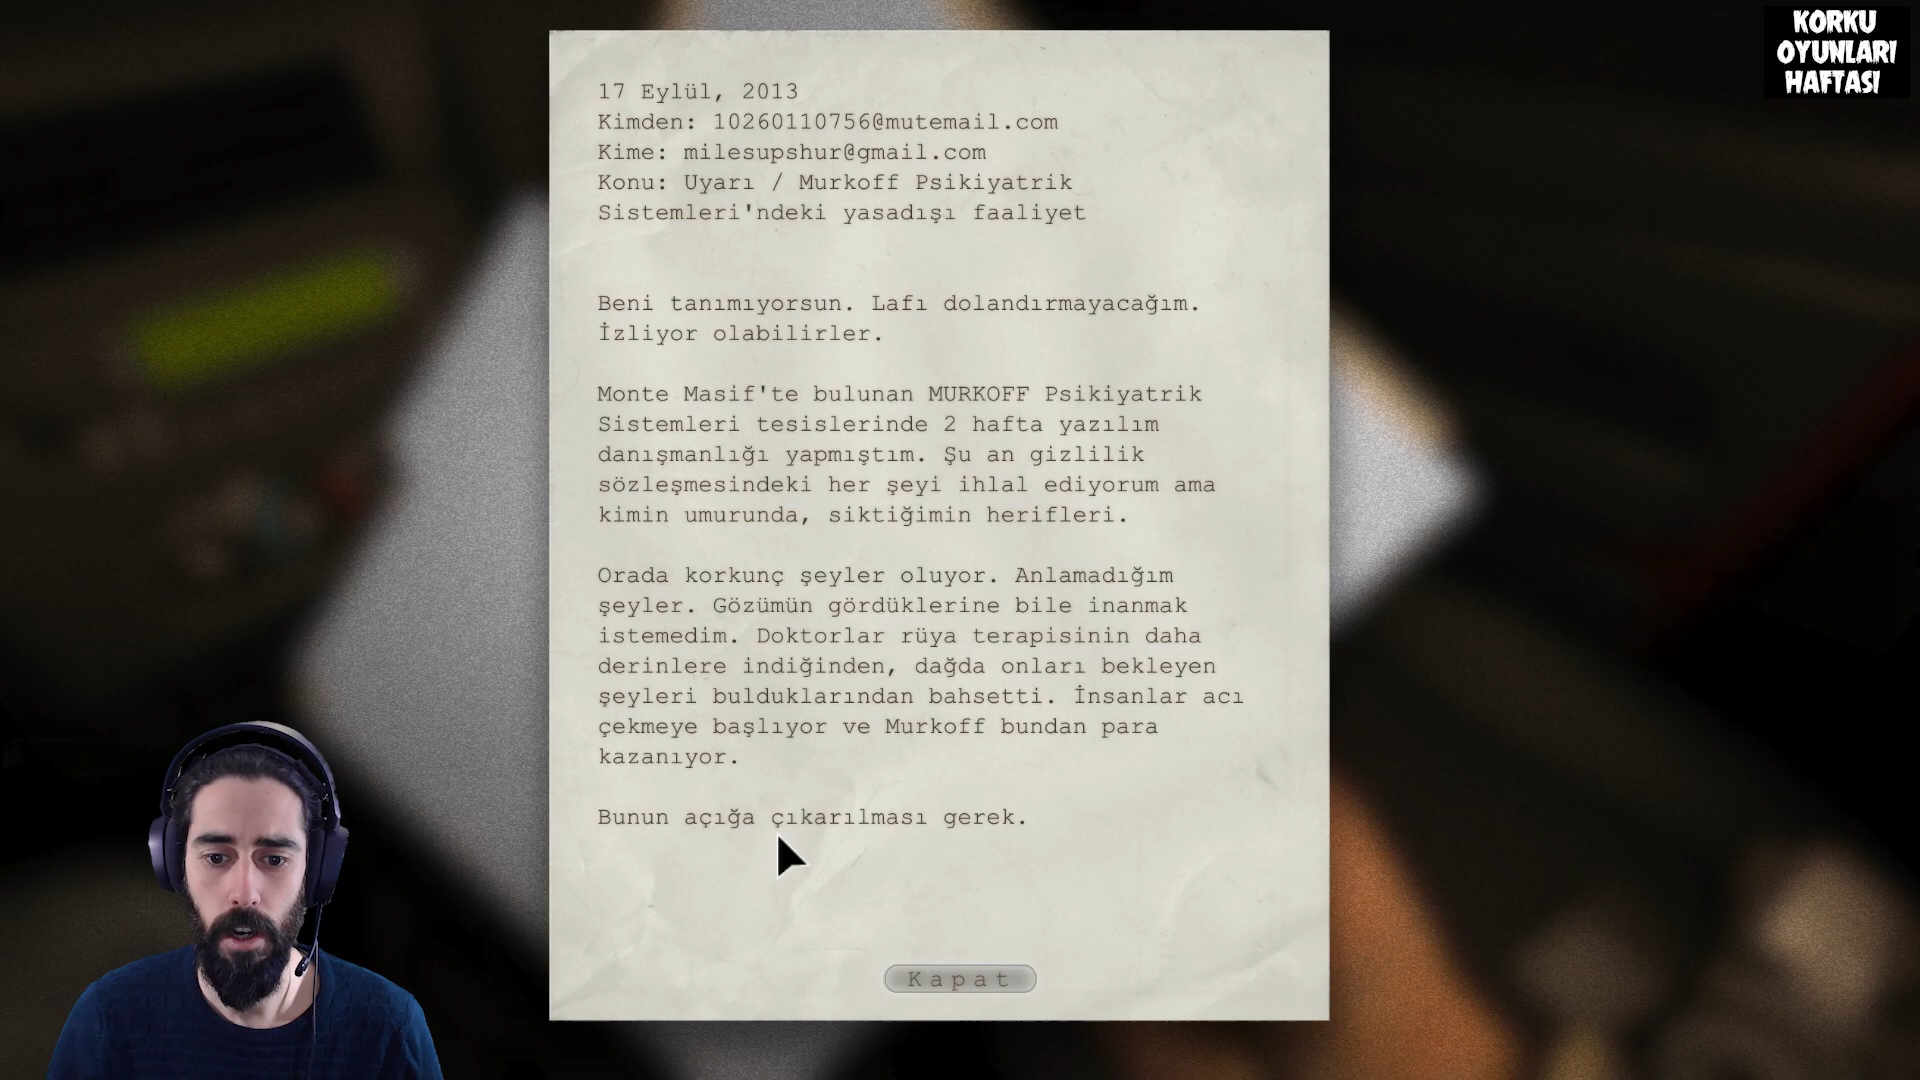 KORKU
OYUNLARI
HAFTASI
17 Eylül, 2013
Kimden: 10260110756@mutemail.com
Kime: milesupshur@gmail.com
Konu: Uyarı / Murkoff Psikiyatrik
Sistemleri'ndeki yasadışı faaliyet
Beni tanımıyorsun. Lafı dolandırmayacağım.
İzliyor olabilirler.
Monte Masif'te bulunan MURKOFF Psikiyatrik
Sistemleri tesislerinde 2 hafta yazılım
danışmanlığı yapmıştım. Şu an gizlilik
sözleşmesindeki her şeyi ihlal ediyorum ama
kimin umurunda, siktiğimin herifleri.
Orada korkunç şeyler oluyor. Anlamadığım
şeyler. Gözümün gördüklerine bile inanmak
istemedim. Doktorlar rüya terapisinin daha
derinlere indiğinden, dağda onları bekleyen
şeyleri bulduklarından bahsetti. İnsanlar acı
çekmeye başlıyor ve Murkoff bundan para
kazanıyor.
Bunun açığa çıkarılması gerek.
Kapat